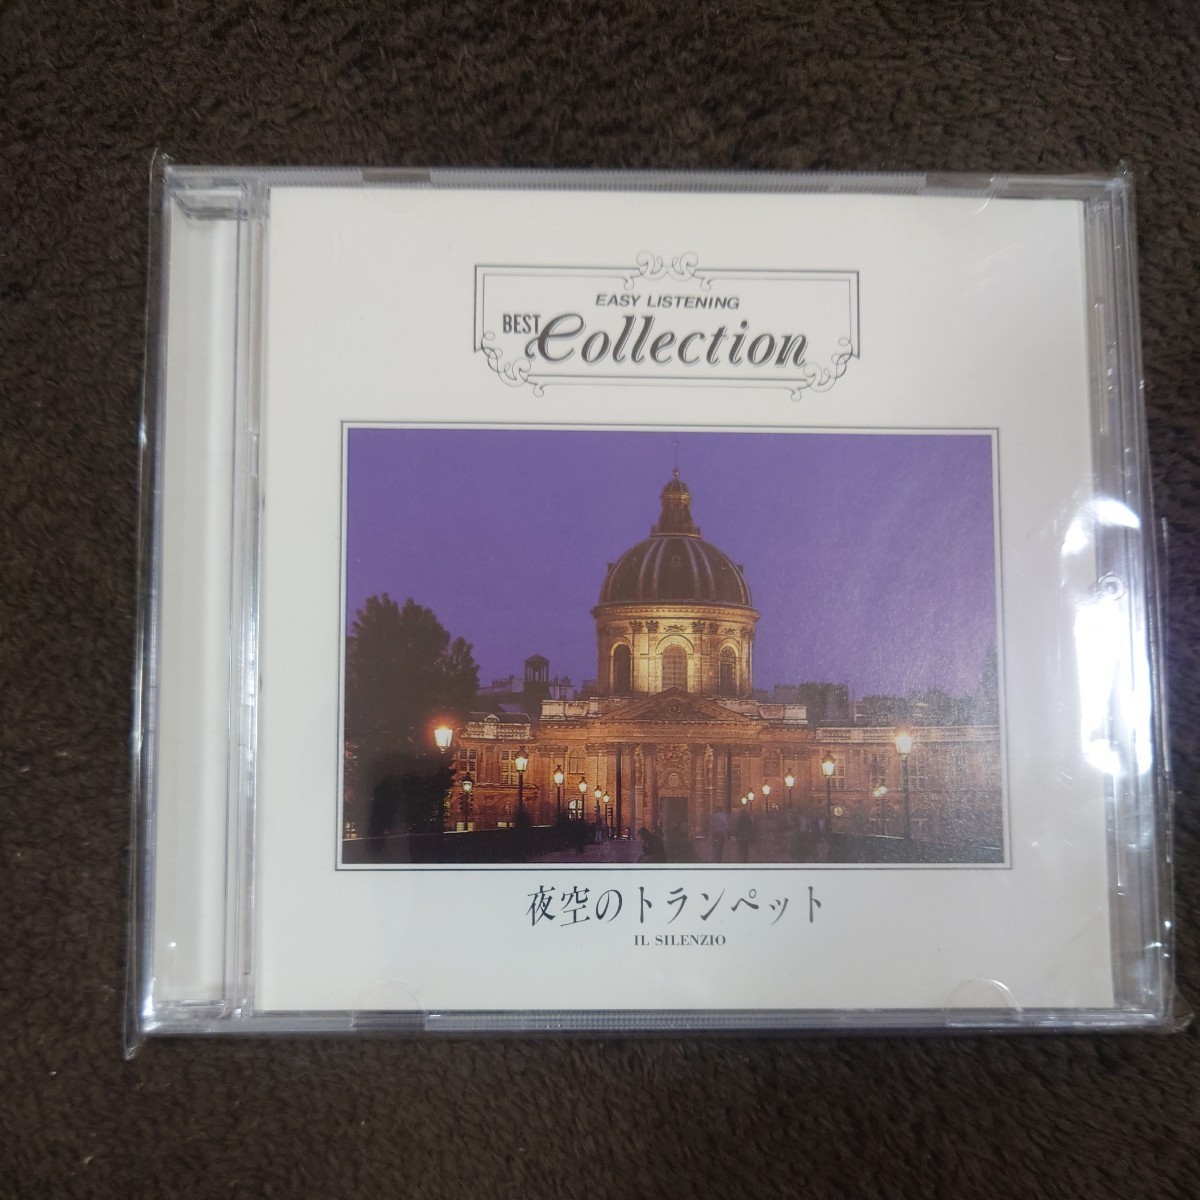 EASY LISTENING
BEST Collection
夜空のトランペット
IL SILENZIO